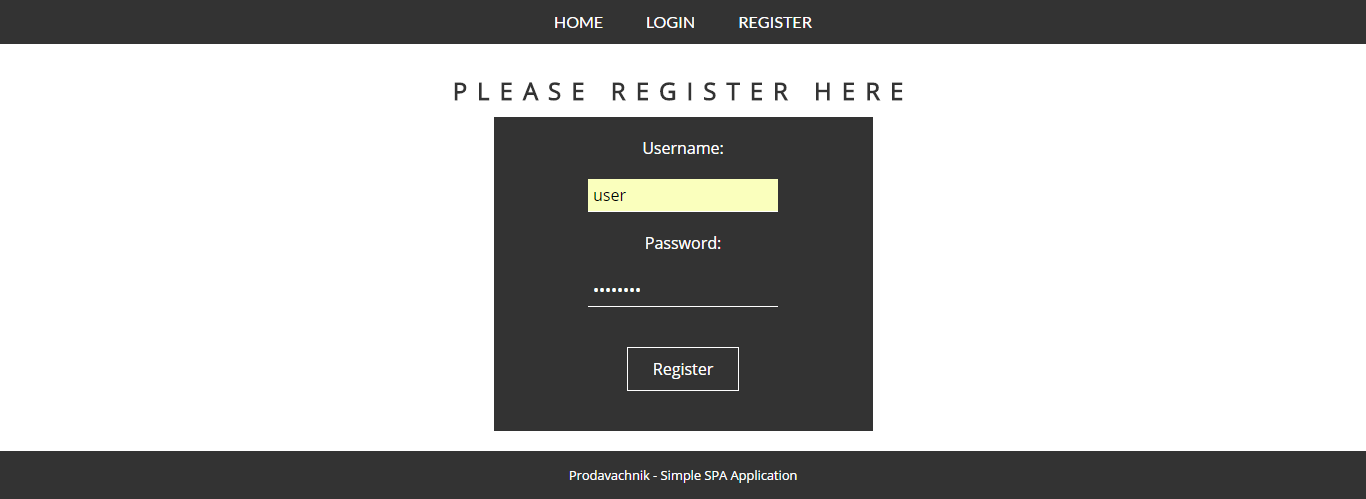 HOME LOGIN REGISTER
PLEASE REGISTER HERE
Username:
user
Password:
••••••••
Register
Prodavachnik - Simple SPA Application